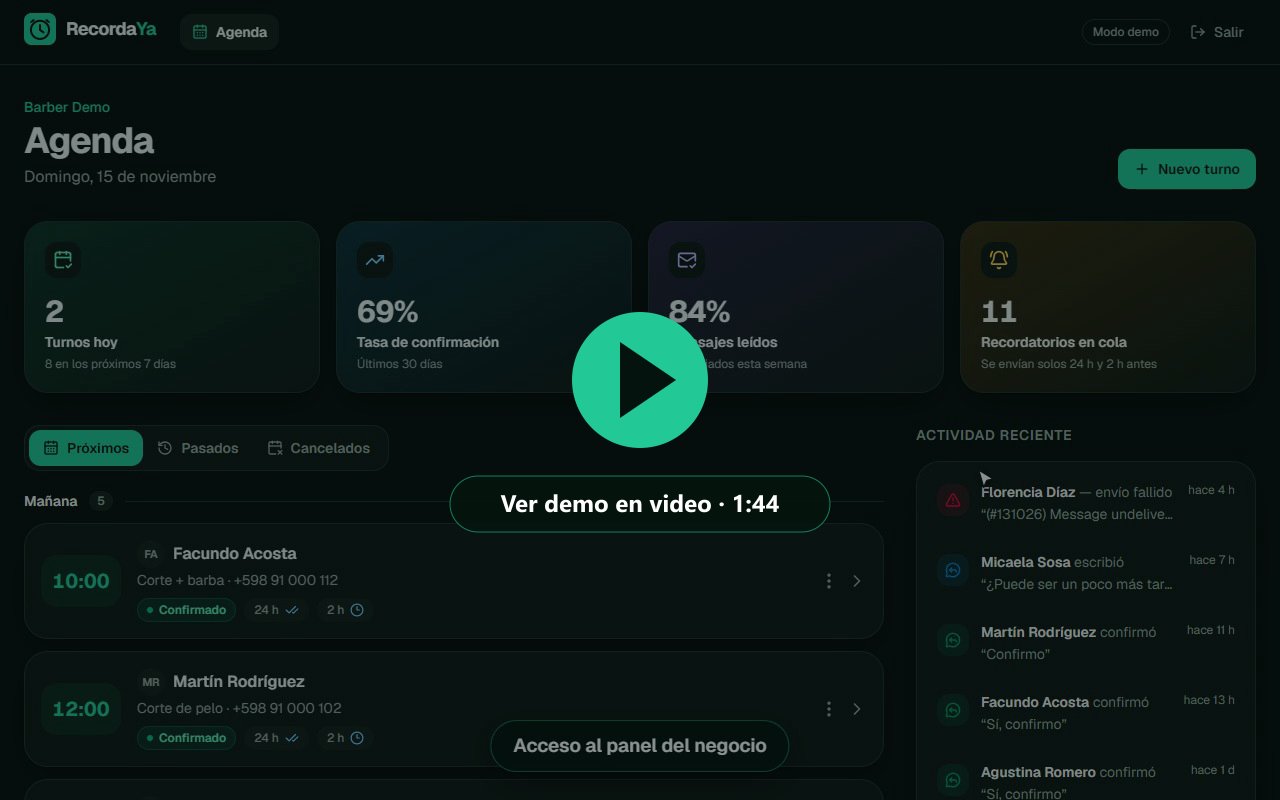 RecordaYa
Agenda
Modo demo
Salir
Barber Demo
Agenda
Domingo, 15 de noviembre
Nuevo turno
2
Turnos hoy
8 en los próximos 7 días
69%
Tasa de confirmación
Últimos 30 días
84%
sajes leídos
ados esta semana
11
Recordatorios en cola
Se envían solos 24 h y 2 h antes
Ver demo en video · 1:44
Próximos
Pasados
Cancelados
Mañana 5
10:00
FA Facundo Acosta
Corte + barba · +598 91 000 112
Confirmado 24 h 2 h
12:00
MR Martín Rodríguez
Corte de pelo · +598 91 000 102
Confirmado 24 h 2 h
Acceso al panel del negocio
ACTIVIDAD RECIENTE
Florencia Díaz — envío fallido hace 4 h
“(#131026) Message undelive…
Micaela Sosa escribió hace 7 h
“¿Puede ser un poco más tar…
Martín Rodríguez confirmó hace 11 h
“Confirmo”
Facundo Acosta confirmó hace 13 h
“Sí, confirmo”
Agustina Romero confirmó hace 1 d
“Sí, confirmo”